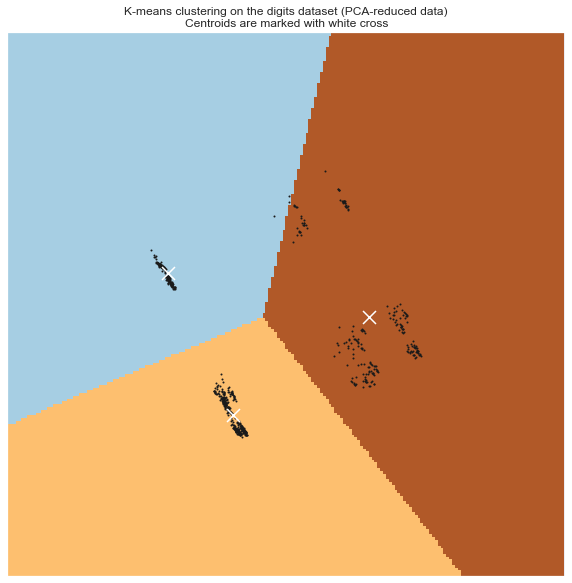 K-means clustering on the digits dataset (PCA-reduced data)
Centroids are marked with white cross